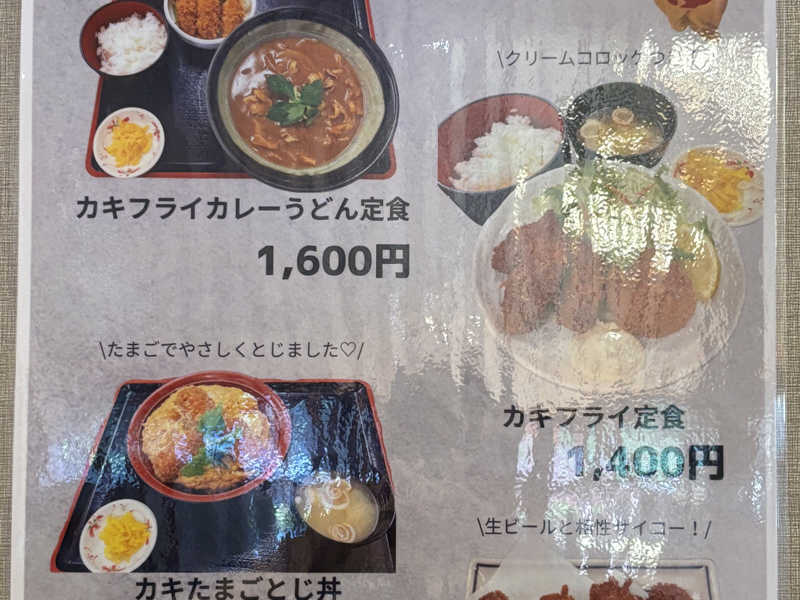 カキフライカレーうどん定食
1,600円
\たまごでやさしくとじました♡/
カキたまごとじ丼
\クリームコロッケつき♡/
カキフライ定食
1,400円
\生ビールと相性サイコー！/